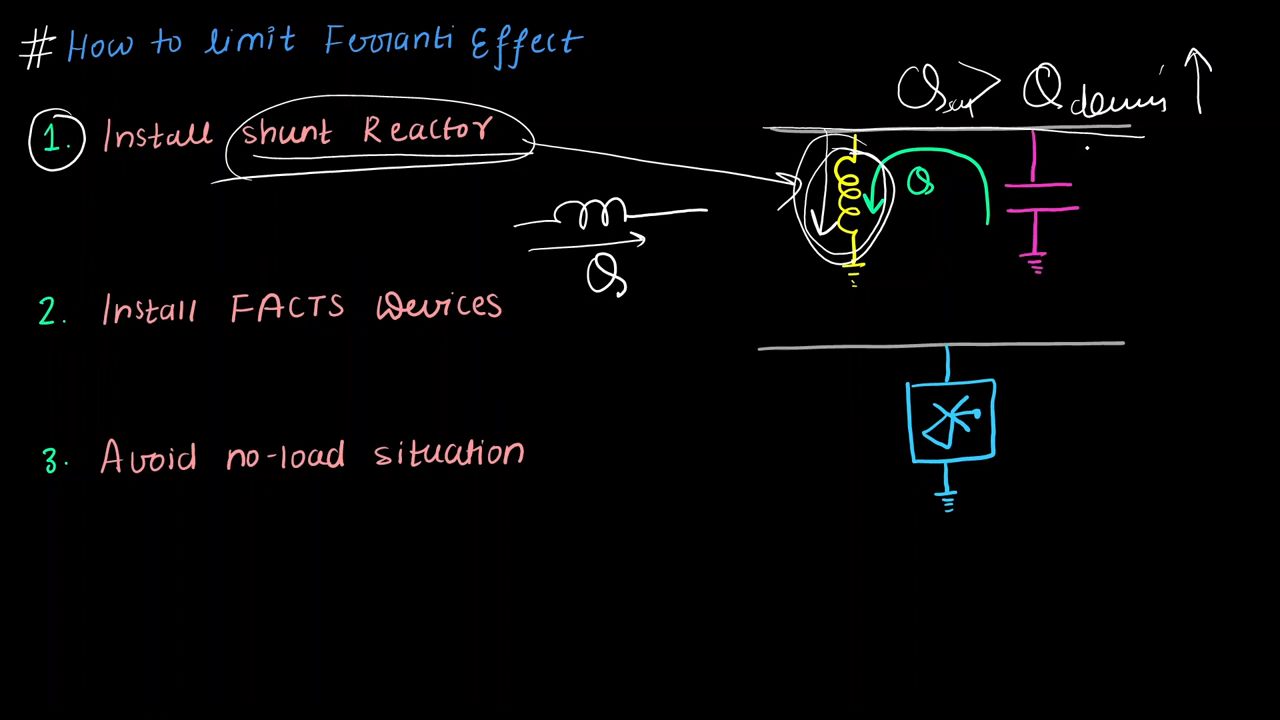 # How to limit Ferranti Effect
Q > Q ↑
1. Install shunt Reactor
Q
Q
2. Install FACTS Devices
3. Avoid no-load situation